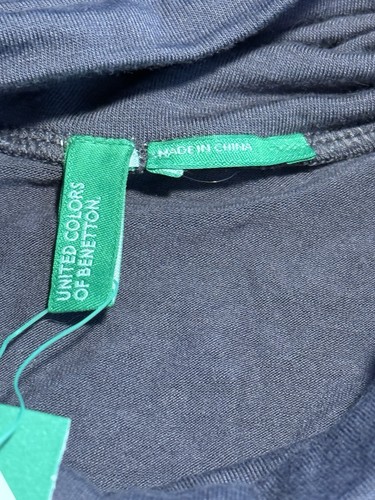 UNITED COLORS
OF BENETTON.
MADE IN CHINA